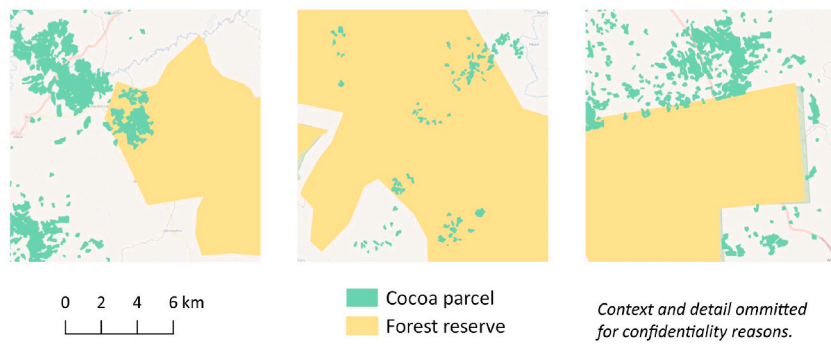 0 2 4 6 km
Cocoa parcel
Forest reserve
Context and detail ommitted
for confidentiality reasons.